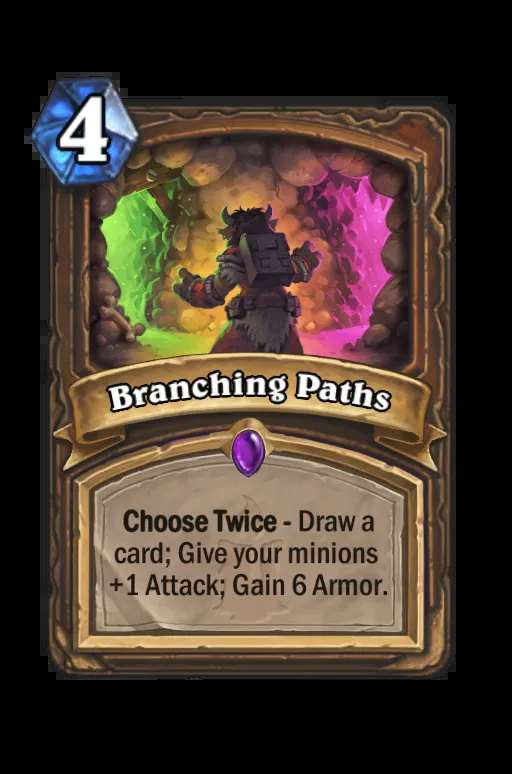 4
Branching Paths
Choose Twice - Draw a
card; Give your minions
+1 Attack; Gain 6 Armor.